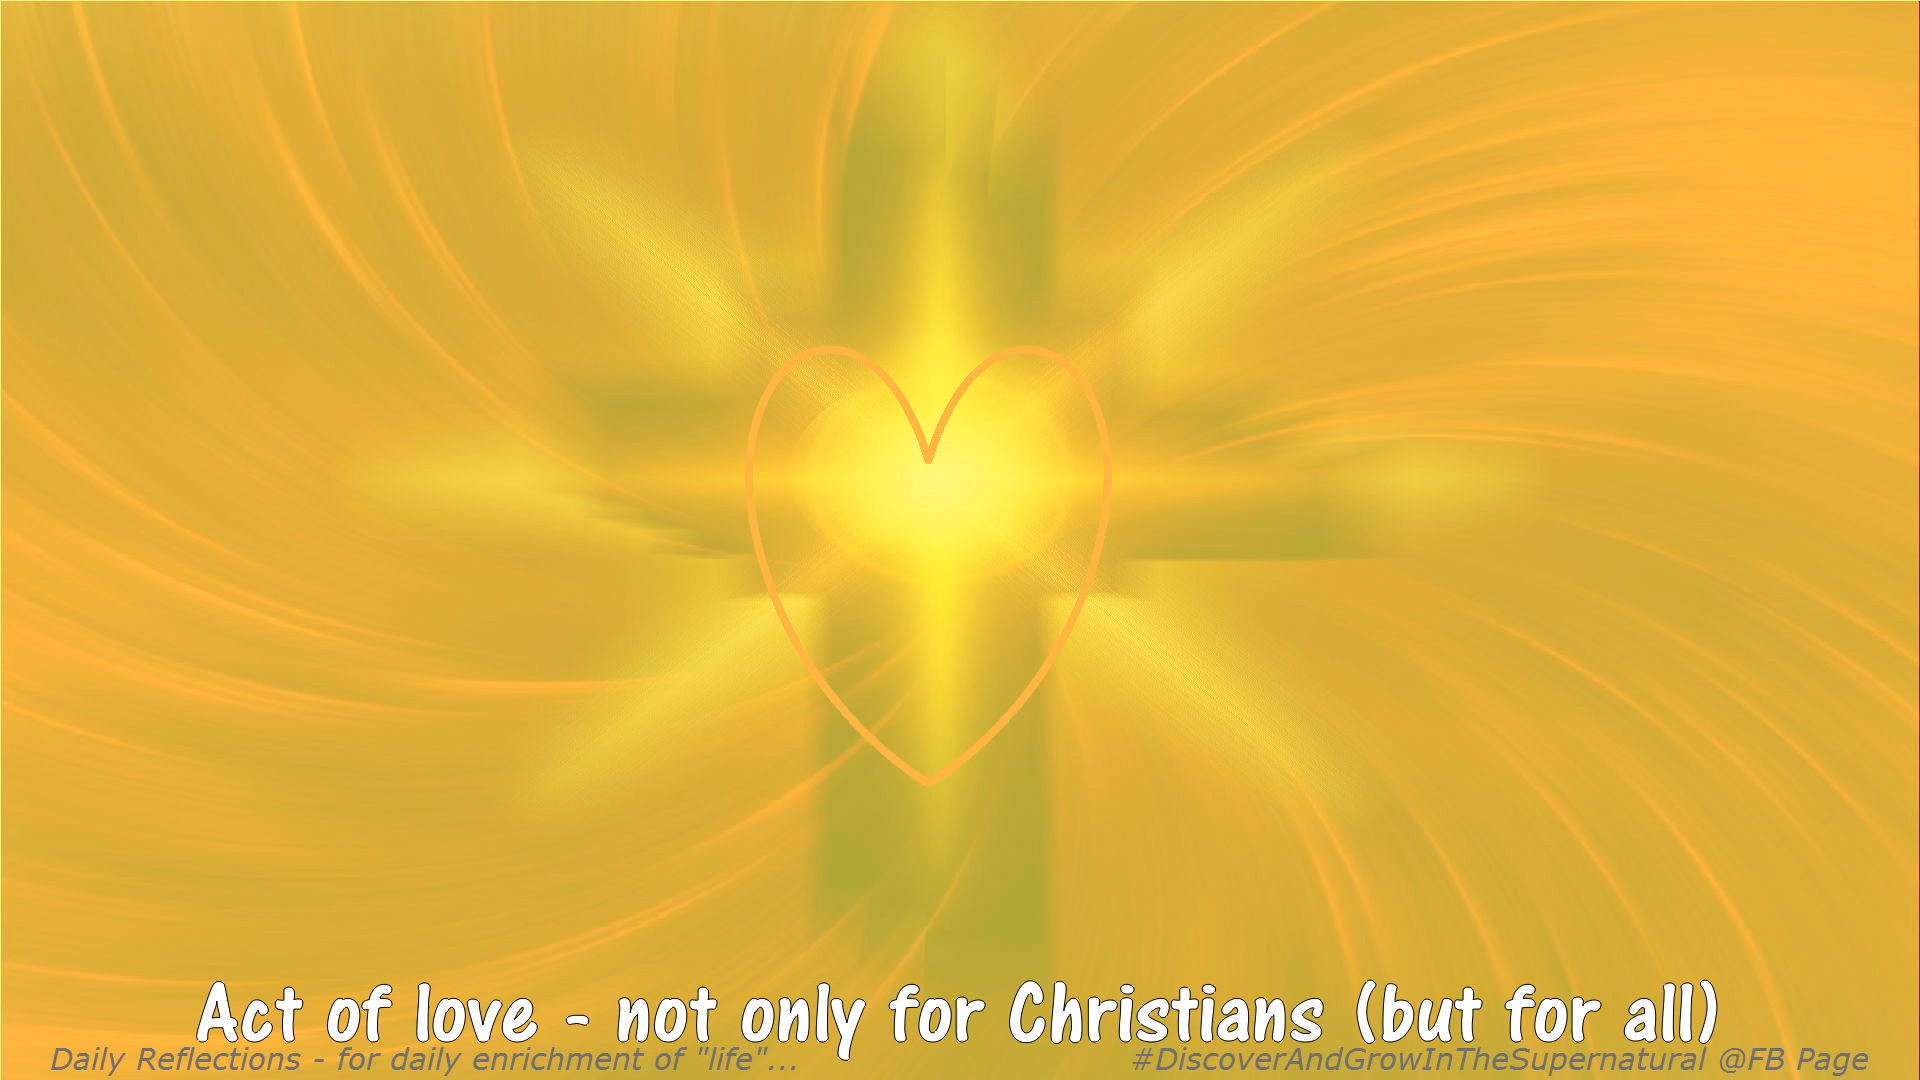 Act of love - not only for Christians (but for all)
Daily Reflections - for daily enrichment of "life"...
#DiscoverAndGrowInTheSupernatural @FB Page